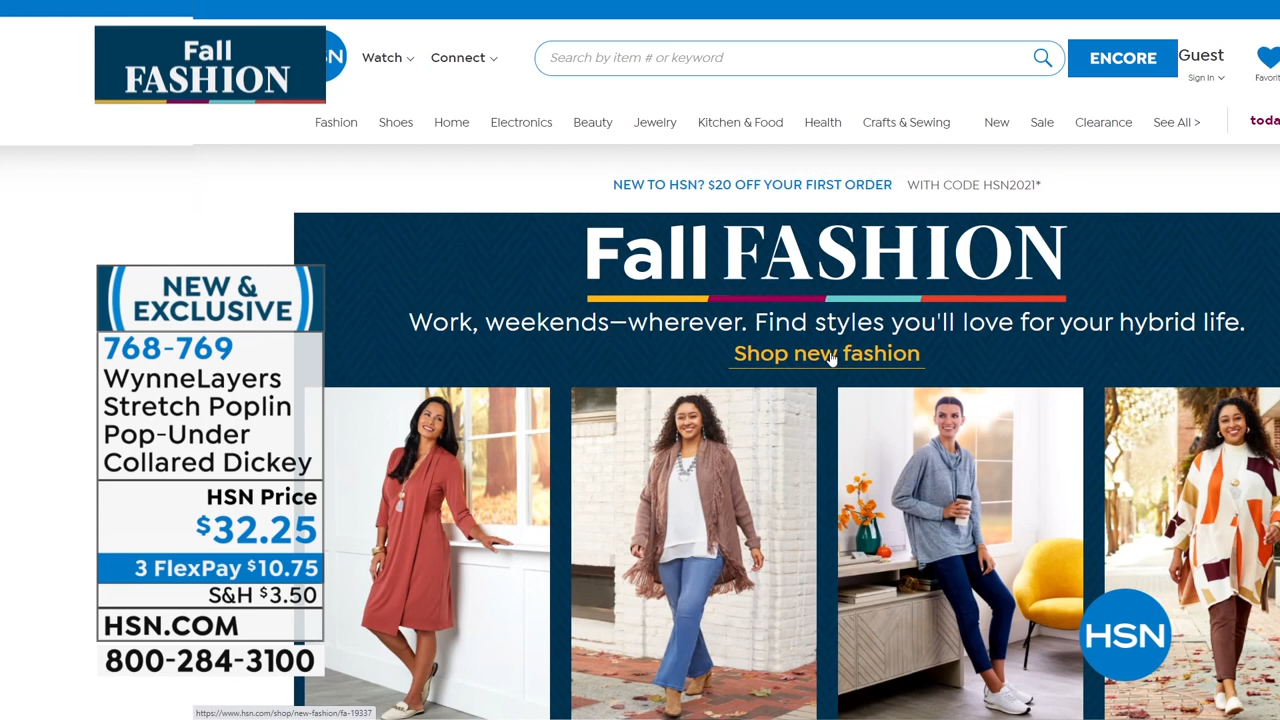 Fall
FASHION
Watch
Connect
Search by item # or keyword
ENCORE
Guest
Sign In
Fashion
Shoes
Home
Electronics
Beauty
Jewelry
Kitchen & Food
Health
Crafts & Sewing
New
Sale
Clearance
See All >
NEW TO HSN? $20 OFF YOUR FIRST ORDER WITH CODE HSN2021*
Fall FASHION
Work, weekends—wherever. Find styles you'll love for your hybrid life.
Shop new fashion
NEW &
EXCLUSIVE
768-769
WynneLayers
Stretch Poplin
Pop-Under
Collared Dickey
HSN Price
$32.25
3 FlexPay $10.75
S&H $3.50
HSN.COM
800-284-3100
HSN
https://www.hsn.com/shop/new-fashion/fa-19337